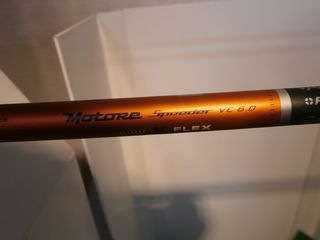 Motore Speeder VC 6.0
X FLEX